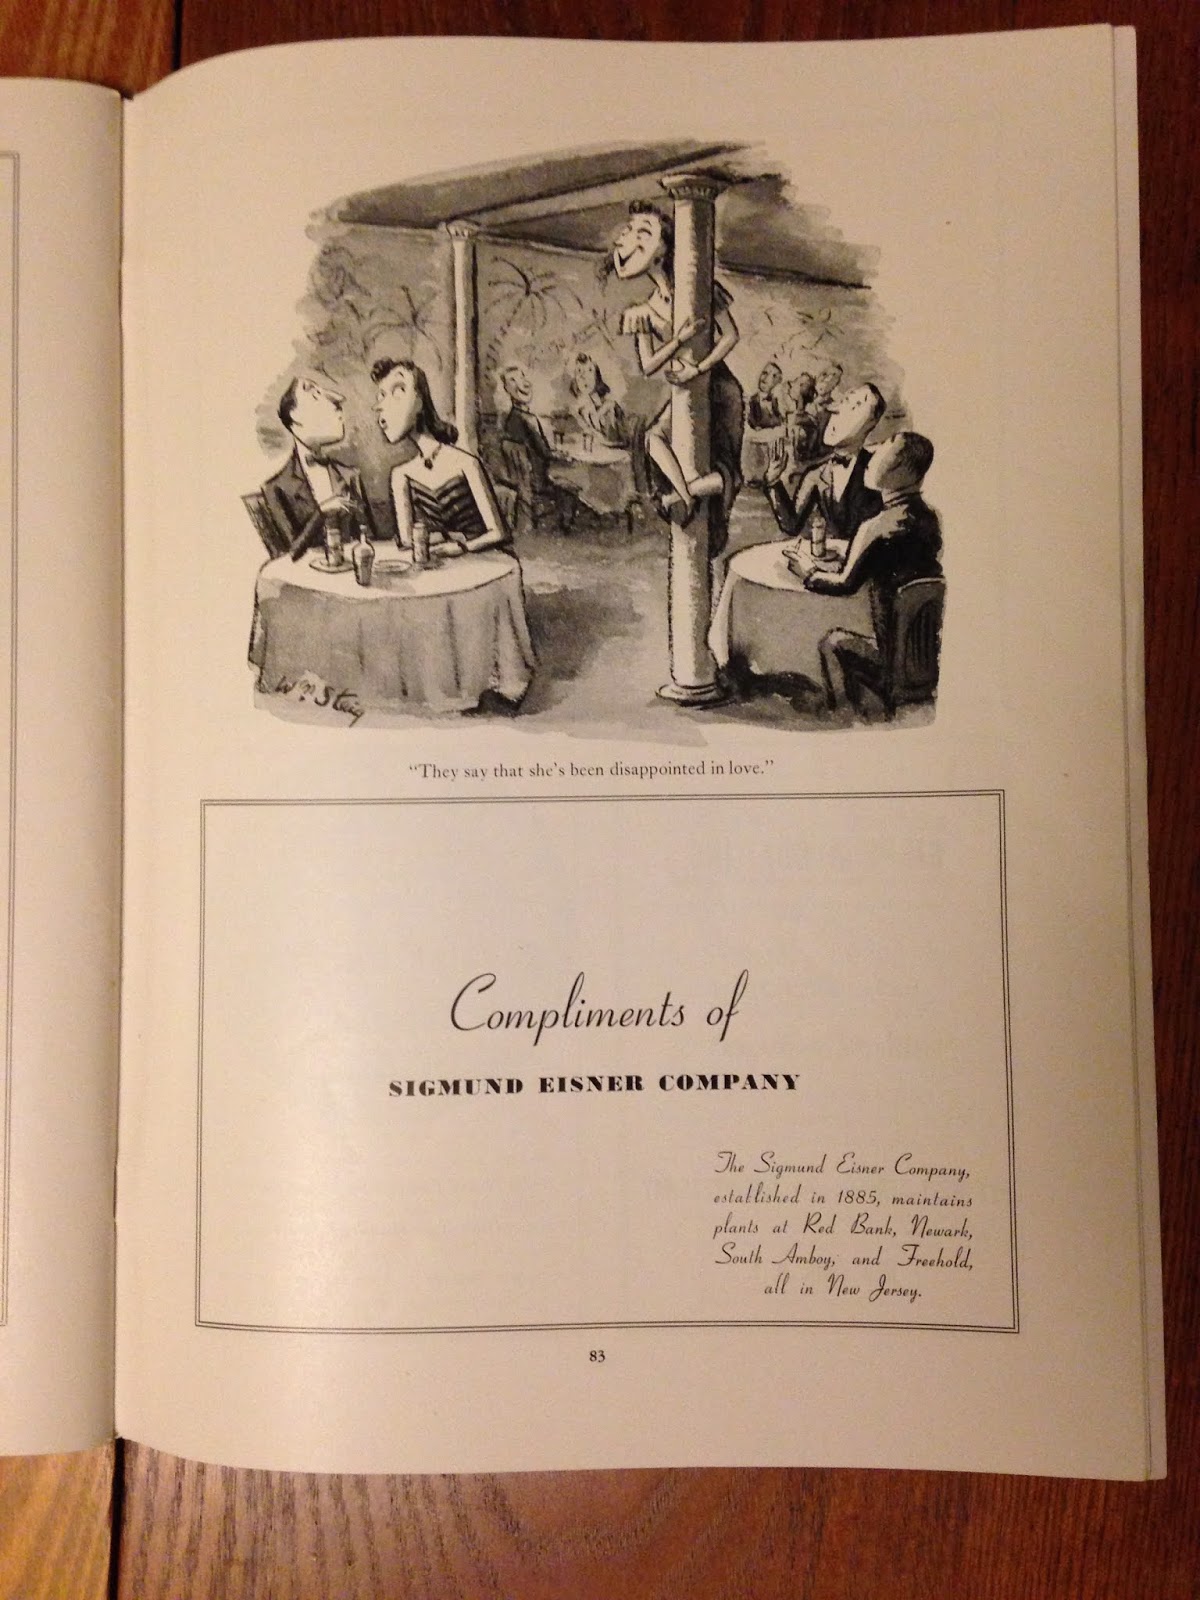 Wm Steig
"They say that she's been disappointed in love."
Compliments of
SIGMUND EISNER COMPANY
The Sigmund Eisner Company,
established in 1885, maintains
plants at Red Bank, Newark,
South Amboy, and Freehold,
all in New Jersey.
83